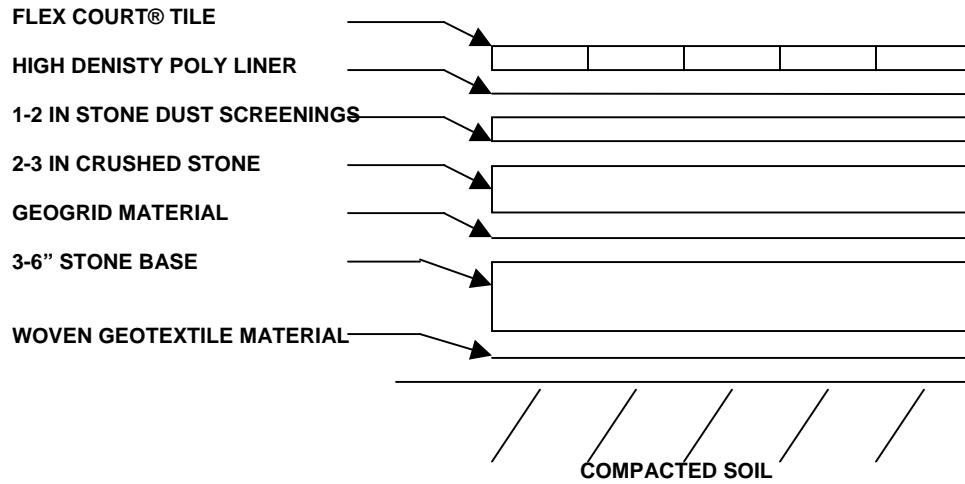 FLEX COURT® TILE
HIGH DENISTY POLY LINER
1-2 IN STONE DUST SCREENINGS
2-3 IN CRUSHED STONE
GEOGRID MATERIAL
3-6” STONE BASE
WOVEN GEOTEXTILE MATERIAL
COMPACTED SOIL